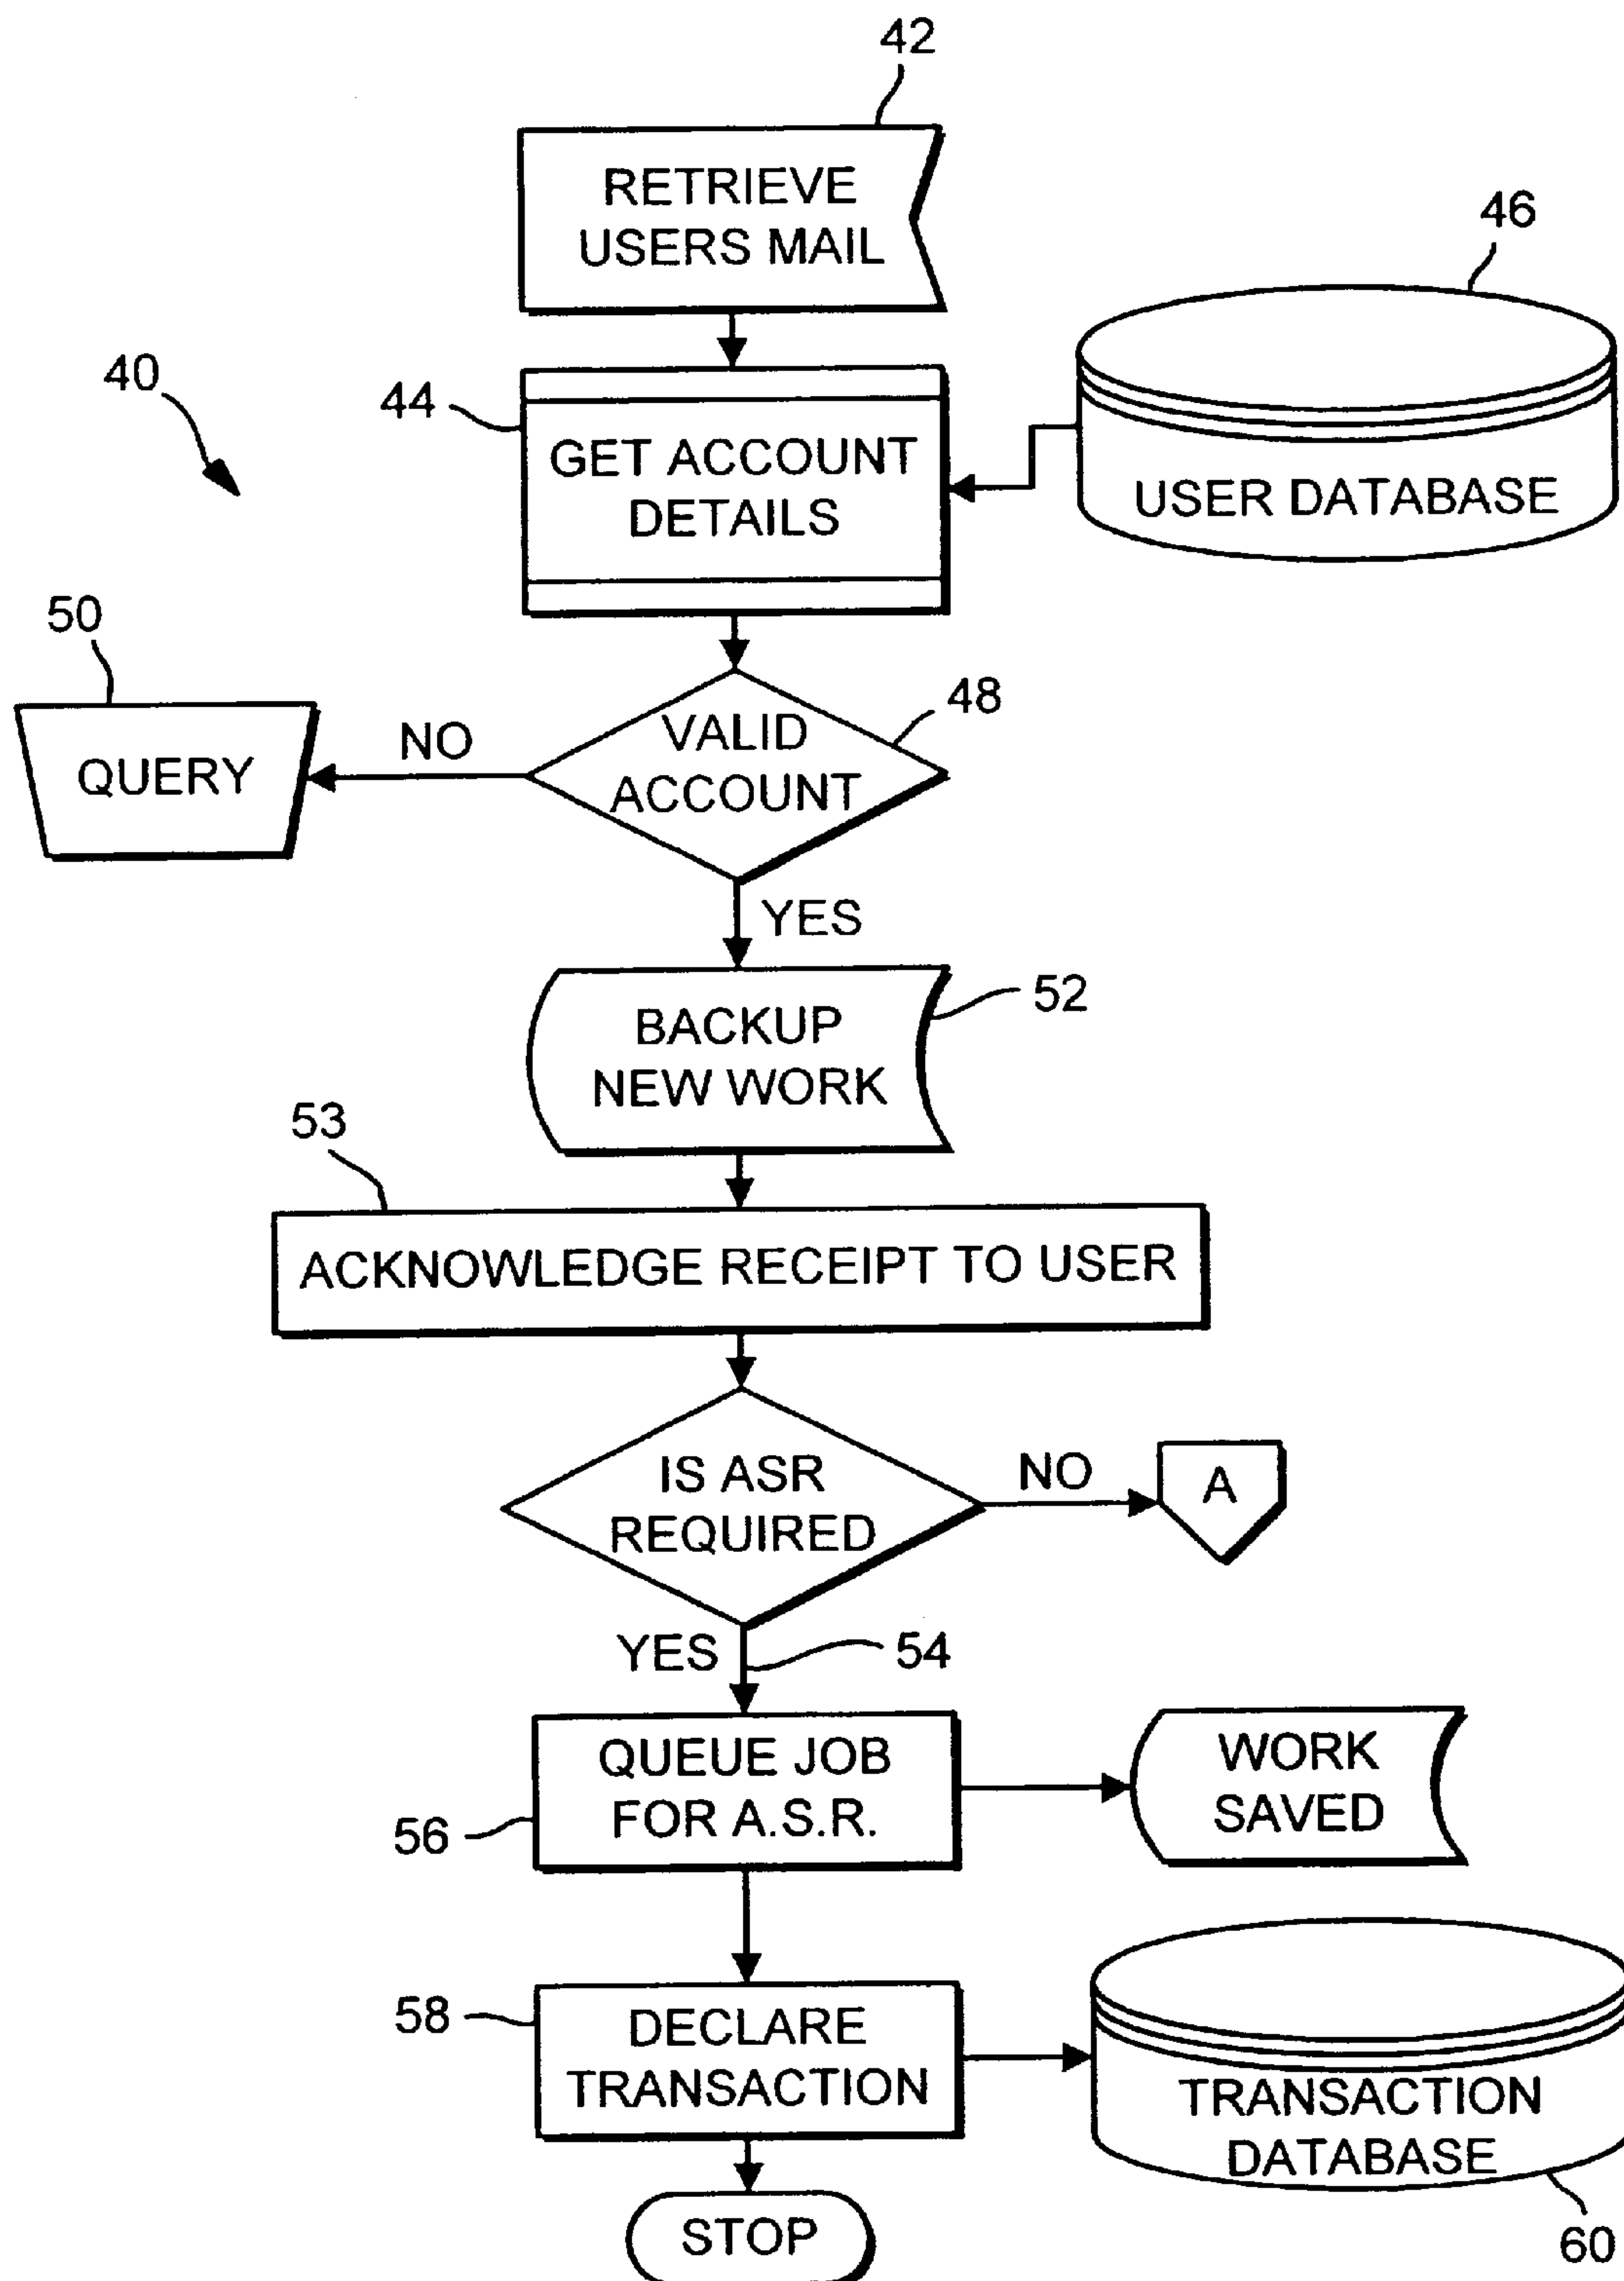 42
RETRIEVE
USERS MAIL
46
40
44
GET ACCOUNT
DETAILS
USER DATABASE
50
48
QUERY
NO
VALID
ACCOUNT
YES
52
BACKUP
NEW WORK
53
ACKNOWLEDGE RECEIPT TO USER
IS ASR
REQUIRED
NO
A
YES
54
QUEUE JOB
FOR A.S.R.
56
WORK
SAVED
58
DECLARE
TRANSACTION
TRANSACTION
DATABASE
STOP
60